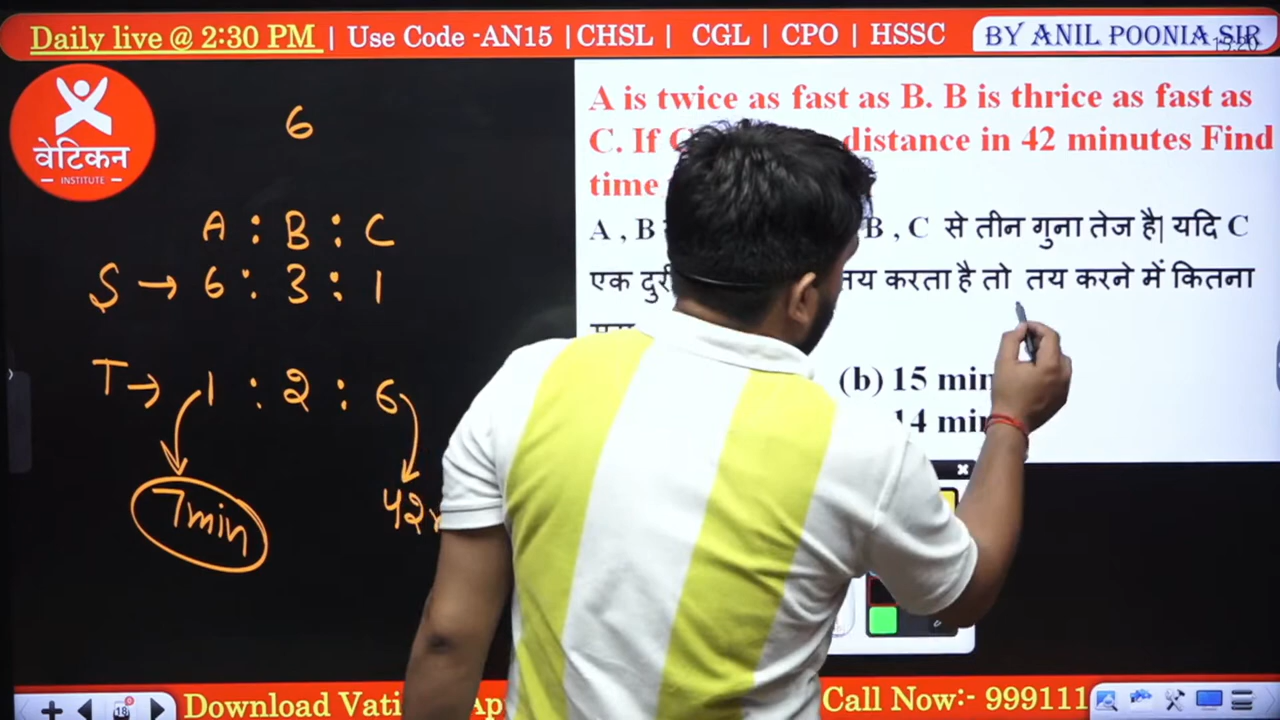 Daily live @ 2:30 PM | Use Code -AN15 |CHSL | CGL | CPO | HSSC
BY ANIL POONIA SIR
वेटिकन
INSTITUTE
6
A : B : C
S → 6 : 3 : 1
T → 1 : 2 : 6
7min
42
A is twice as fast as B. B is thrice as fast as
C. If distance in 42 minutes Find
time
A , B B , C से तीन गुना तेज है| यदि C
एक करता है तो तय करने में कितना
(b) 15 min
14 min
Download
Call Now:- 999111
18